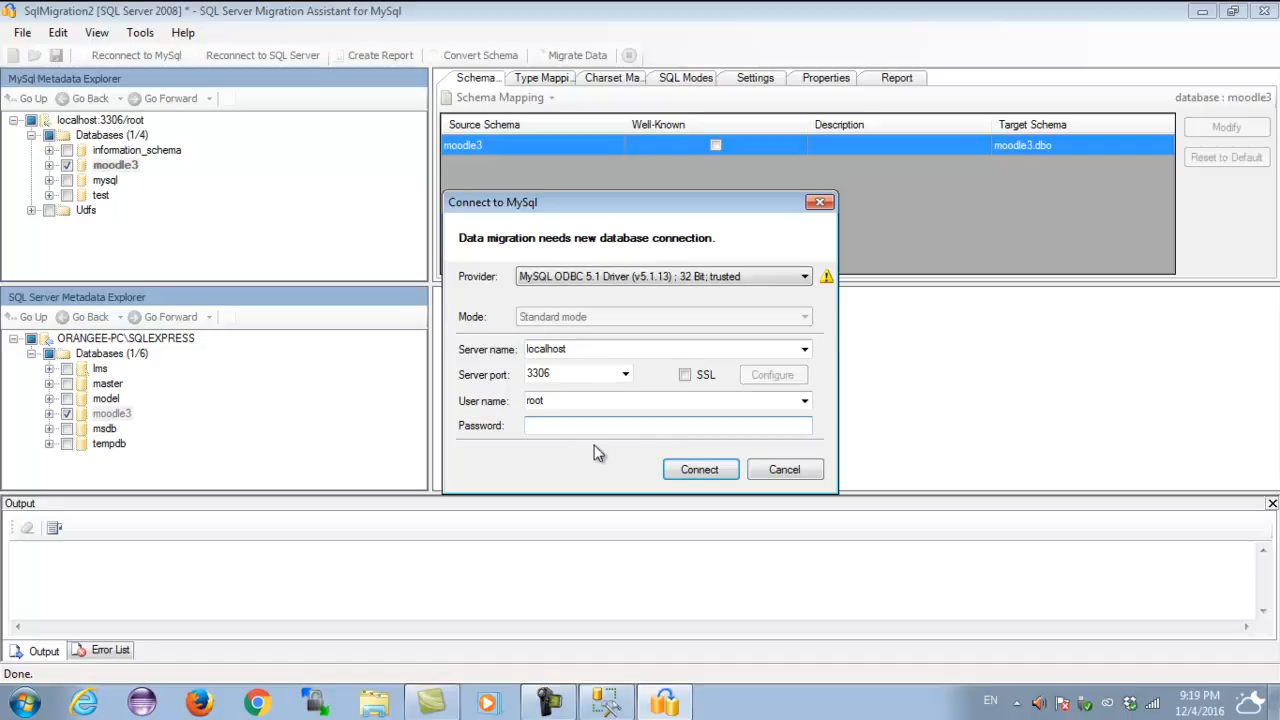 SqlMigration2 [SQL Server 2008] * - SQL Server Migration Assistant for MySql
File Edit View Tools Help
Reconnect to MySql Reconnect to SQL Server Create Report Convert Schema Migrate Data
MySql Metadata Explorer
Go Up Go Back Go Forward
localhost:3306/root
Databases (1/4)
information_schema
moodle3
mysql
test
Udfs
Schema... Type Mappi... Charset Ma... SQL Modes Settings Properties Report
Schema Mapping database : moodle3
Source Schema Well-Known Description Target Schema
moodle3 moodle3.dbo
Modify
Reset to Default
Connect to MySql
Data migration needs new database connection.
Provider: MySQL ODBC 5.1 Driver (v5.1.13) ; 32 Bit; trusted
Mode: Standard mode
Server name: localhost
Server port: 3306 SSL Configure
User name: root
Password:
Connect Cancel
SQL Server Metadata Explorer
Go Up Go Back Go Forward
ORANGEE-PC\SQLEXPRESS
Databases (1/6)
lms
master
model
moodle3
msdb
tempdb
Output
Output Error List
Done.
EN 9:19 PM
12/4/2016